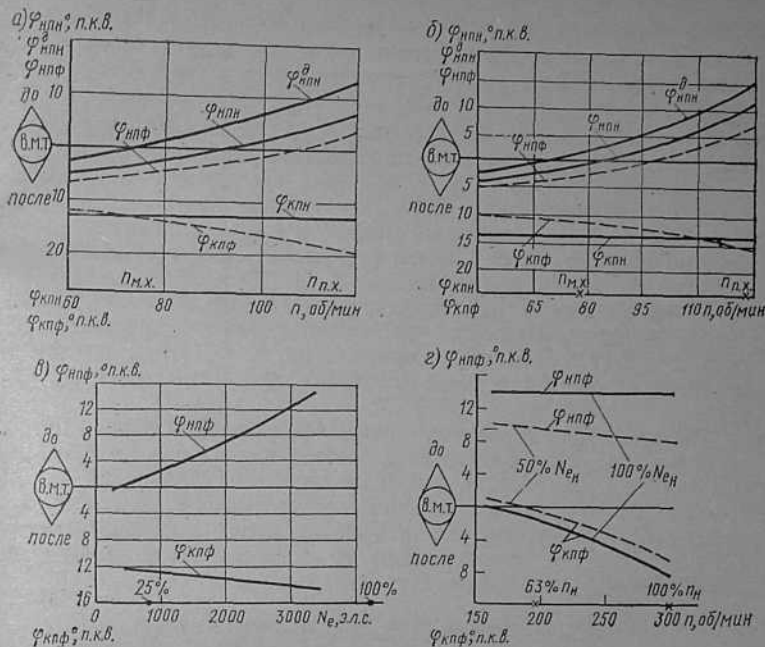 а) φнпн,° п.к.в.
φᵈнпн
φнпф
до
10
в.м.т.
после
10
20
φкпн
φкпф,° п.к.в.
φᵈнпн
φнпн
φнпф
φкпн
φкпф
nм.х.
nп.х.
60
80
100
n, об/мин
б) φнпн,° п.к.в.
φᵈнпн
φнпф
до
10
5
в.м.т.
после
5
10
15
20
φкпн
φкпф
φᵈнпн
φнпн
φнпф
φкпф
φкпн
nм.х.
nп.х.
65
80
95
110
n, об/мин
в) φнпф,° п.к.в.
12
8
4
до
в.м.т.
после
4
8
12
16
φнпф
φкпф
25%
100%
0
1000
2000
3000
Ne, э.л.с.
φкпф,° п.к.в.
г) φнпф,° п.к.в.
12
8
4
до
в.м.т.
после
4
8
φнпф
φнпф
50% Neн
100% Neн
φкпф
63% nн
100% nн
150
200
250
300
n, об/мин
φкпф,° п.к.в.